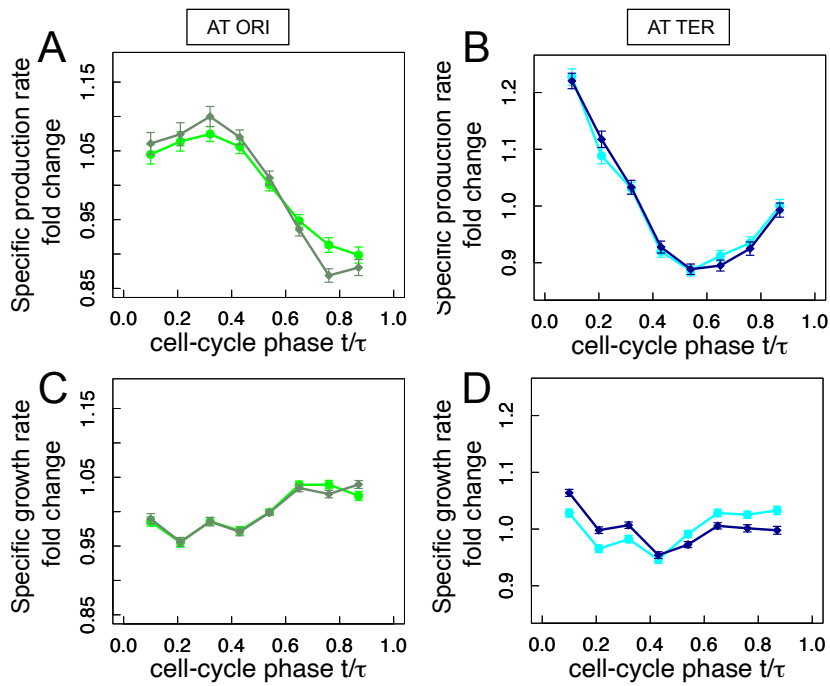 AT ORI
AT TER
A
Specific production rate
fold change
1.15
1.05
0.95
0.85
0.0 0.2 0.4 0.6 0.8 1.0
cell-cycle phase t/τ
B
Specific production rate
fold change
1.2
1.1
1.0
0.9
0.0 0.2 0.4 0.6 0.8 1.0
cell-cycle phase t/τ
C
Specific growth rate
fold change
1.15
1.05
0.95
0.85
0.0 0.2 0.4 0.6 0.8 1.0
cell-cycle phase t/τ
D
Specific growth rate
fold change
1.2
1.1
1.0
0.9
0.0 0.2 0.4 0.6 0.8 1.0
cell-cycle phase t/τ